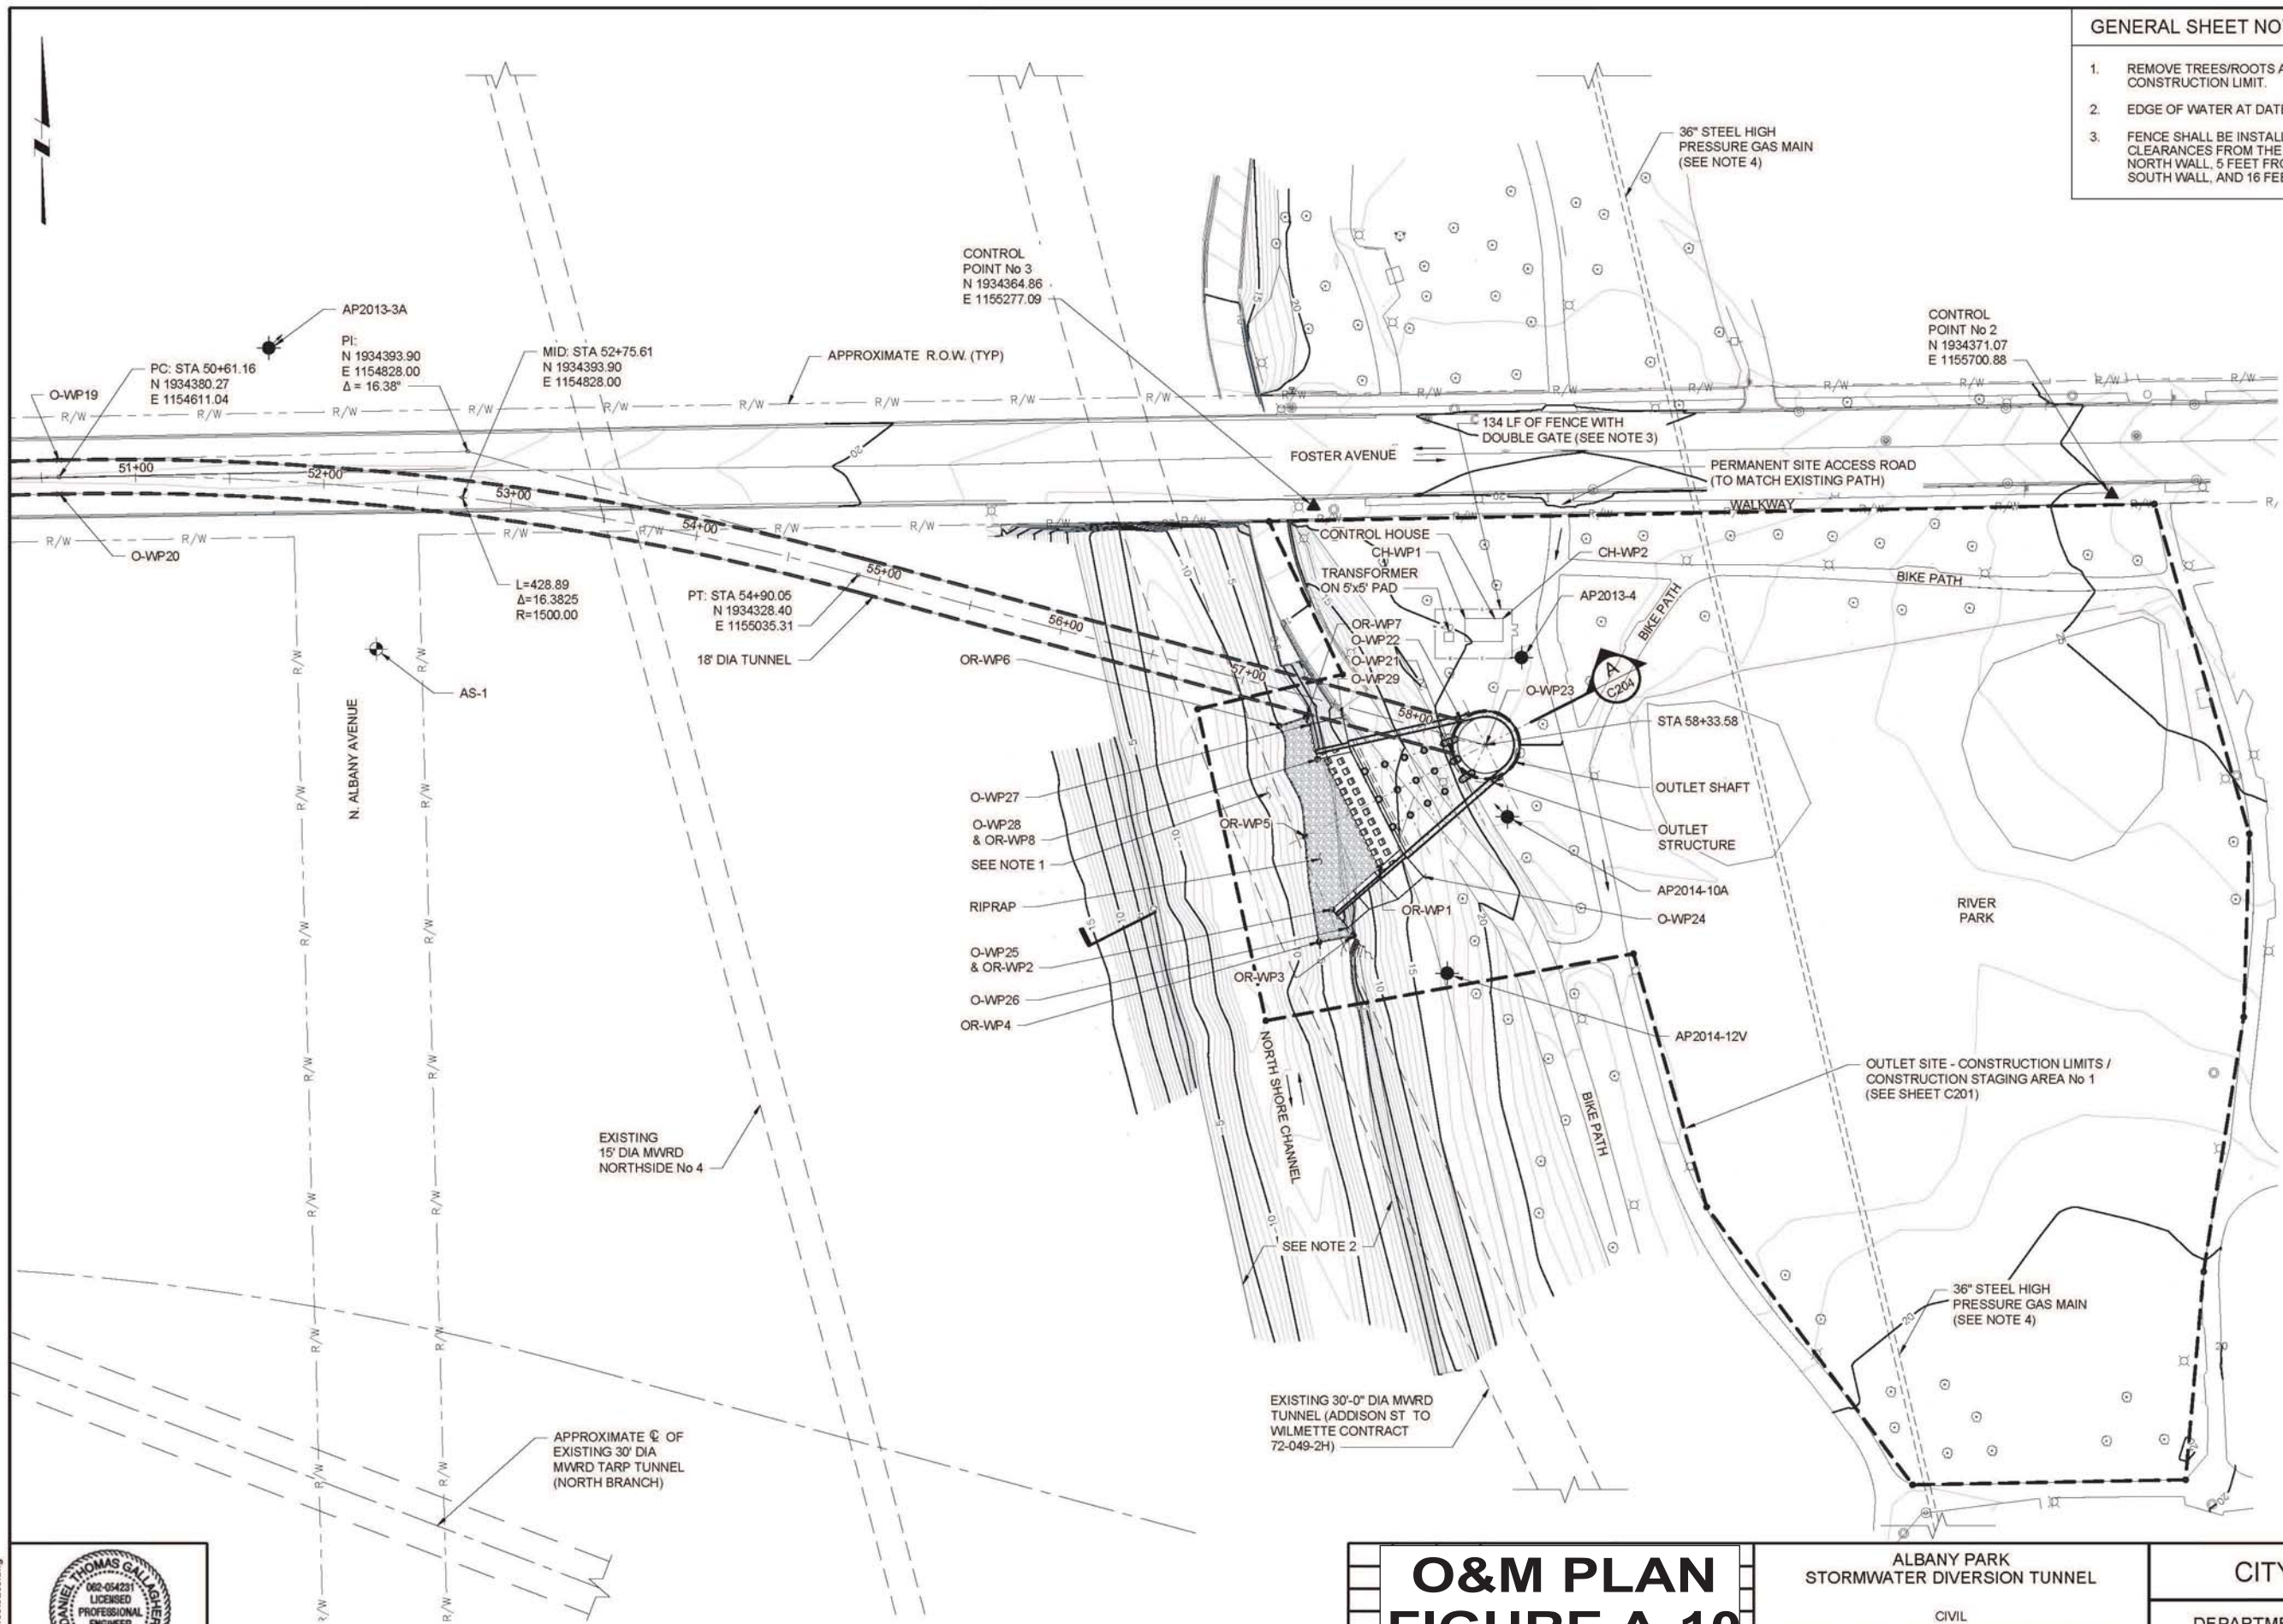 GENERAL SHEET NO
1. REMOVE TREES/ROOTS A
CONSTRUCTION LIMIT.
2. EDGE OF WATER AT DAT
3. FENCE SHALL BE INSTALL
CLEARANCES FROM THE
NORTH WALL, 5 FEET FR
SOUTH WALL, AND 16 FEE
36" STEEL HIGH
PRESSURE GAS MAIN
(SEE NOTE 4)
CONTROL
POINT No 3
N 1934364.86
E 1155277.09
CONTROL
POINT No 2
N 1934371.07
E 1155700.88
AP2013-3A
PI:
N 1934393.90
E 1154828.00
Δ = 16.38°
MID: STA 52+75.61
N 1934393.90
E 1154828.00
APPROXIMATE R.O.W. (TYP)
PC: STA 50+61.16
N 1934380.27
E 1154611.04
O-WP19
R/W R/W R/W R/W R/W R/W R/W R/W R/W R/W R/W R/W R/W R/W R/W R/W R/W
134 LF OF FENCE WITH
DOUBLE GATE (SEE NOTE 3)
FOSTER AVENUE
PERMANENT SITE ACCESS ROAD
(TO MATCH EXISTING PATH)
WALKWAY
51+00
52+00
53+00
54+00
55+00
56+00
57+00
58+00
O-WP20
L=428.89
Δ=16.3825
R=1500.00
PT: STA 54+90.05
N 1934328.40
E 1155035.31
18' DIA TUNNEL
CONTROL HOUSE
CH-WP1
CH-WP2
TRANSFORMER
ON 5'x5' PAD
AP2013-4
BIKE PATH
BIKE PATH
OR-WP7
O-WP22
O-WP21
O-WP29
OR-WP6
O-WP23
A
C204
STA 58+33.58
OUTLET SHAFT
OUTLET
STRUCTURE
AS-1
N. ALBANY AVENUE
O-WP27
O-WP28
& OR-WP8
SEE NOTE 1
OR-WP5
RIPRAP
OR-WP1
AP2014-10A
O-WP24
O-WP25
& OR-WP2
OR-WP3
O-WP26
OR-WP4
AP2014-12V
RIVER
PARK
NORTH SHORE CHANNEL
BIKE PATH
OUTLET SITE - CONSTRUCTION LIMITS /
CONSTRUCTION STAGING AREA No 1
(SEE SHEET C201)
EXISTING
15' DIA MWRD
NORTHSIDE No 4
SEE NOTE 2
36" STEEL HIGH
PRESSURE GAS MAIN
(SEE NOTE 4)
EXISTING 30'-0" DIA MWRD
TUNNEL (ADDISON ST TO
WILMETTE CONTRACT
72-049-2H)
APPROXIMATE ℄ OF
EXISTING 30' DIA
MWRD TARP TUNNEL
(NORTH BRANCH)
DANIEL THOMAS GALLAGHER
062-054231
LICENSED
PROFESSIONAL
ENGINEER
O&M PLAN
FIGURE A-10
ALBANY PARK
STORMWATER DIVERSION TUNNEL
CIVIL
CITY
DEPARTME